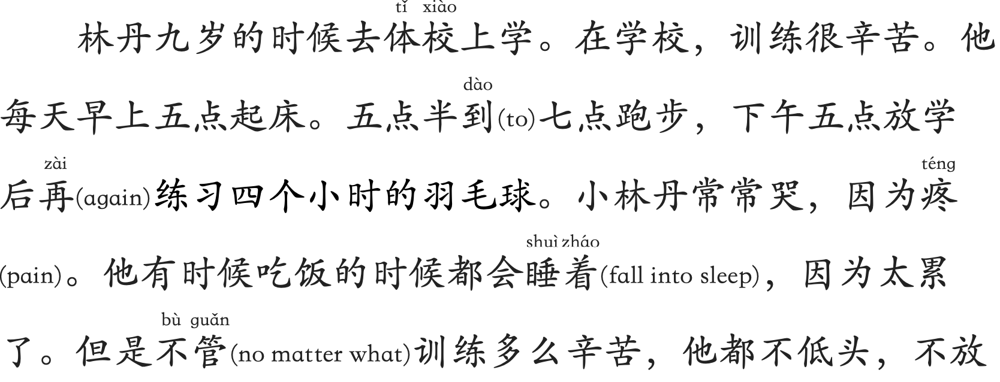 tǐ xiào
林丹九岁的时候去体校上学。在学校，训练很辛苦。他
dào
每天早上五点起床。五点半到(to)七点跑步，下午五点放学
zài téng
后再(again)练习四个小时的羽毛球。小林丹常常哭，因为疼
shuì zháo
(pain)。他有时候吃饭的时候都会睡着(fall into sleep)，因为太累
bù guǎn
了。但是不管(no matter what)训练多么辛苦，他都不低头，不放